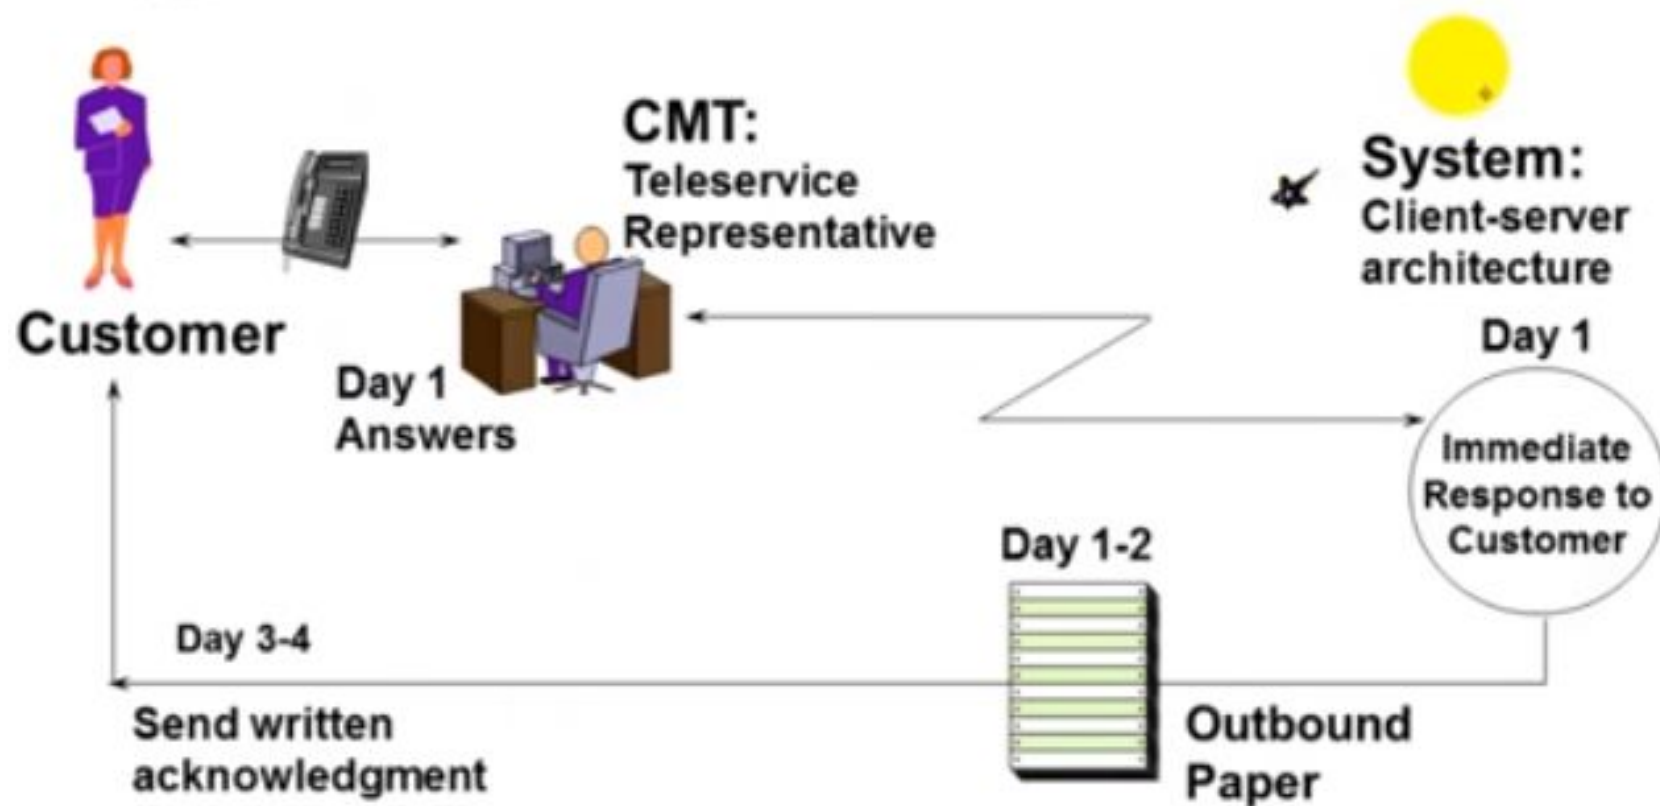 CMT:
Teleservice
Representative
System:
Client-server
architecture
Customer
Day 1
Answers
Day 1
Immediate
Response to
Customer
Day 1-2
Day 3-4
Send written
acknowledgment
Outbound
Paper